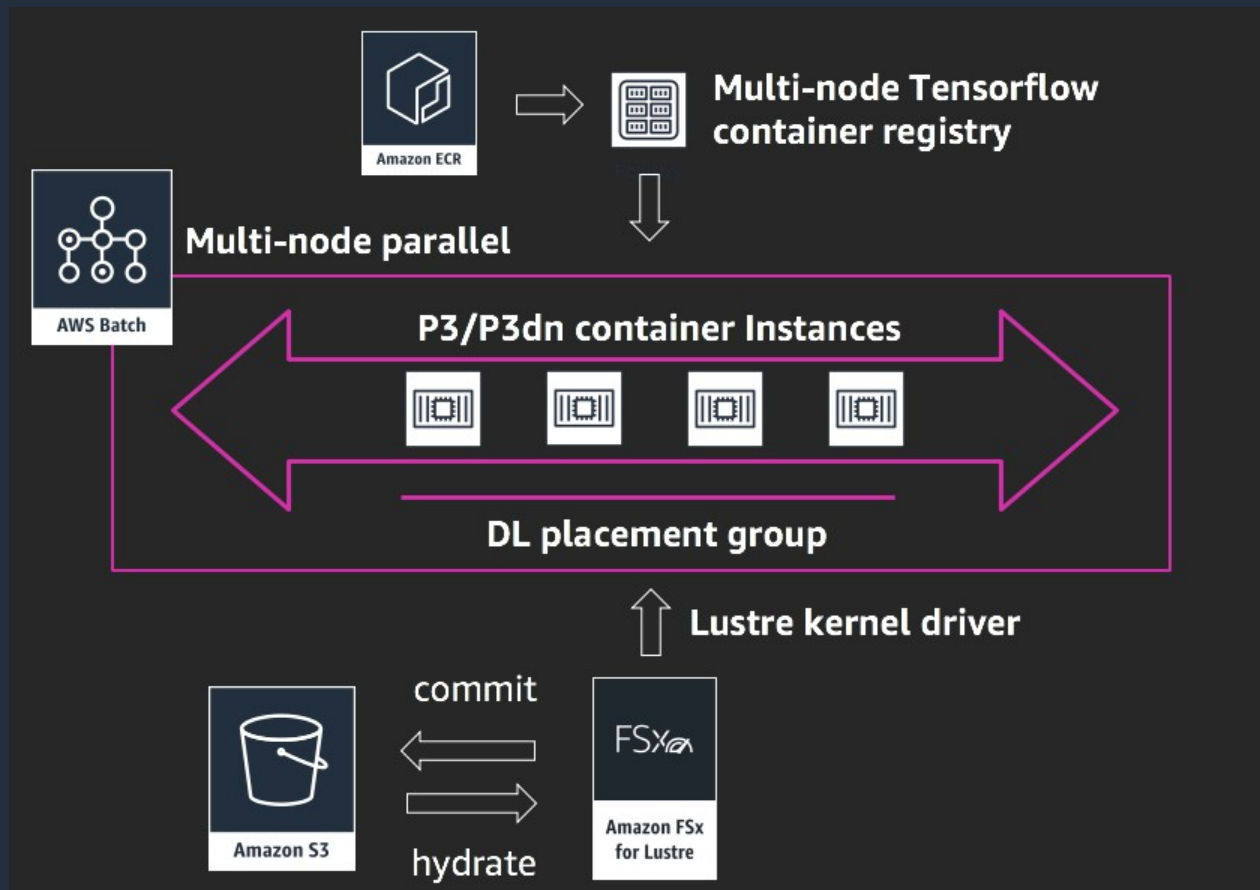 Amazon ECR
Multi-node Tensorflow
container registry
AWS Batch
Multi-node parallel
P3/P3dn container Instances
DL placement group
Lustre kernel driver
Amazon S3
commit
hydrate
FSx
Amazon FSx
for Lustre